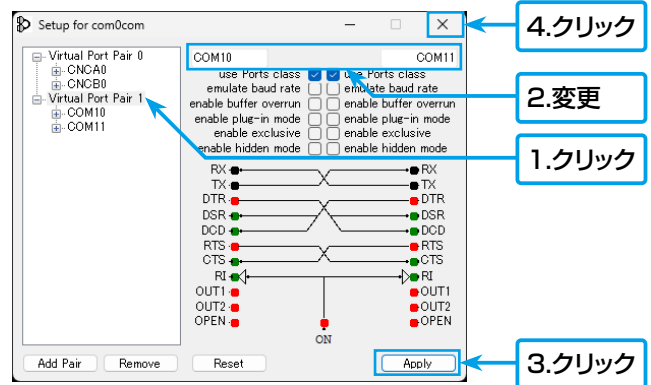 Setup for com0com
4.クリック
Virtual Port Pair 0
CNCA0
CNCB0
Virtual Port Pair 1
COM10
COM11
COM10 COM11
use Ports class use Ports class
emulate baud rate emulate baud rate
enable buffer overrun enable buffer overrun
enable plug-in mode enable plug-in mode
enable exclusive enable exclusive
enable hidden mode enable hidden mode
2.変更
1.クリック
RX RX
TX TX
DTR DTR
DSR DSR
DCD DCD
RTS RTS
CTS CTS
RI RI
OUT1 OUT1
OUT2 OUT2
OPEN OPEN
ON
Add Pair Remove Reset Apply
3.クリック